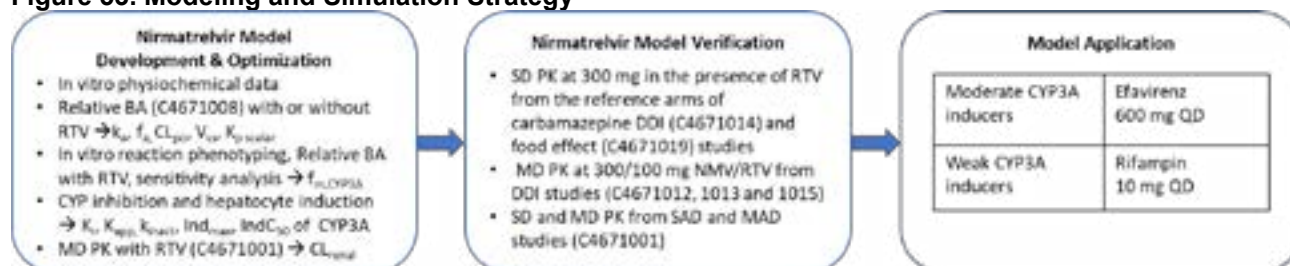 Figure 33. Modeling and Simulation Strategy
Nirmatrelvir Model
Development & Optimization
• In vitro physiochemical data
• Relative BA (C4671008) with or without
RTV → kₐ, fₐ, CL V K
• In vitro reaction phenotyping, Relative BA
with RTV, sensitivity analysis → fm,CYP3A
• CYP inhibition and hepatocyte induction
→ Kᵢ, Kapp, kinact, Indmax, IndC50 of CYP3A
• MD PK with RTV (C4671001) → CLrenal
Nirmatrelvir Model Verification
• SD PK at 300 mg in the presence of RTV
from the reference arms of
carbamazepine DDI (C4671014) and
food effect (C4671019) studies
• MD PK at 300/100 mg NMV/RTV from
DDI studies (C4671012, 1013 and 1015)
• SD and MD PK from SAD and MAD
studies (C4671001)
Model Application
Moderate CYP3A
inducers
Efavirenz
600 mg QD
Weak CYP3A
inducers
Rifampin
10 mg QD